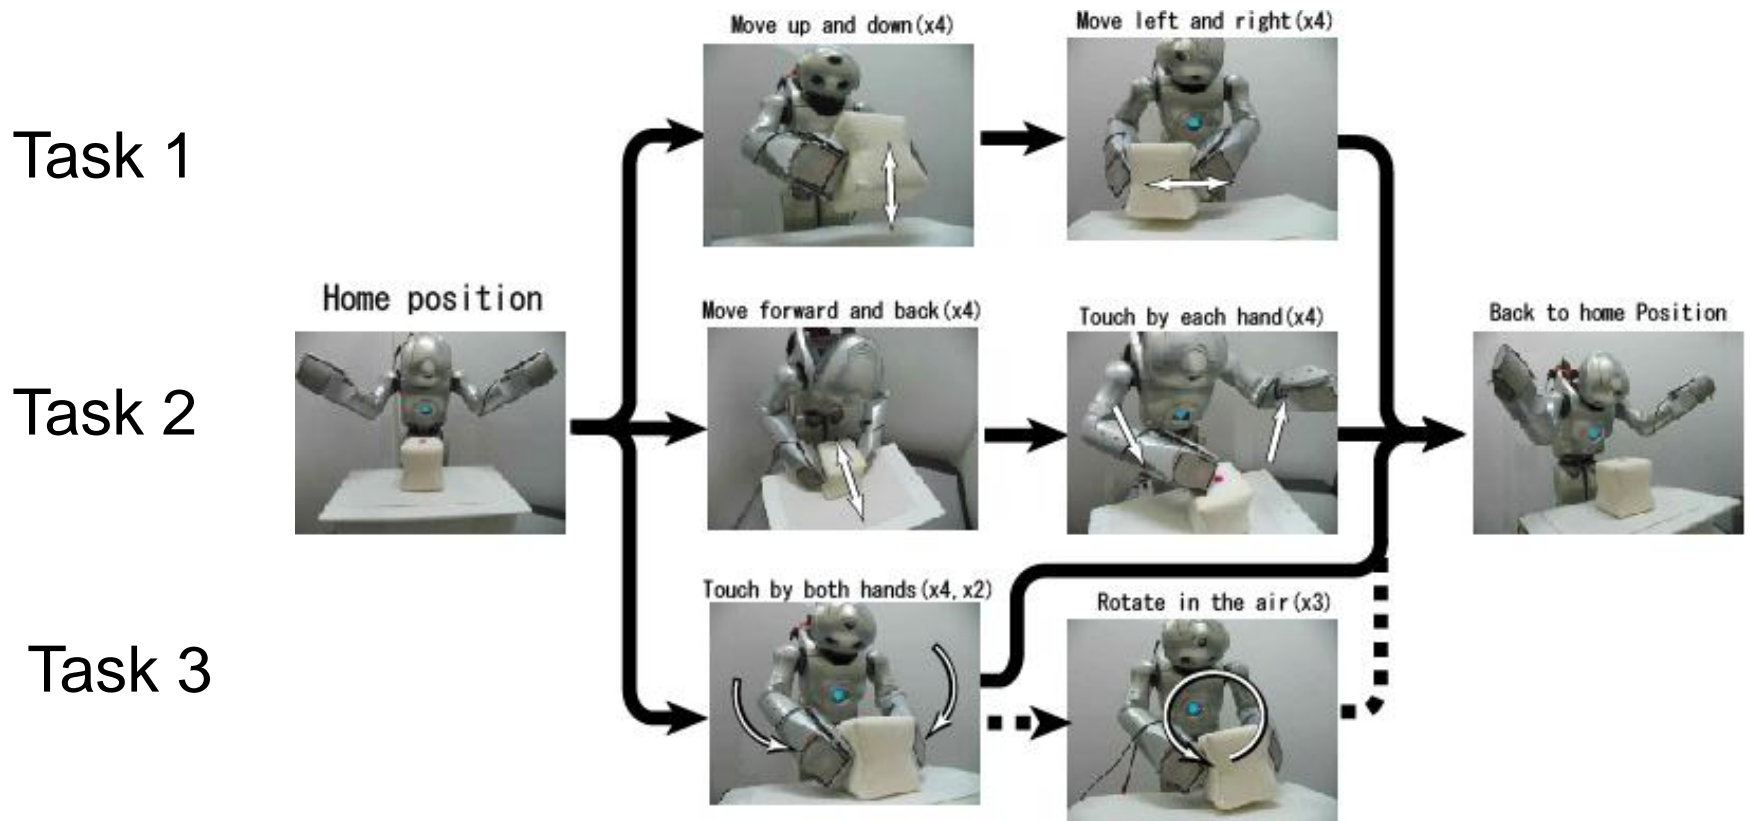 Task 1
Move up and down(x4)
Move left and right(x4)
Home position
Task 2
Move forward and back(x4)
Touch by each hand(x4)
Back to home Position
Task 3
Touch by both hands(x4,x2)
Rotate in the air(x3)